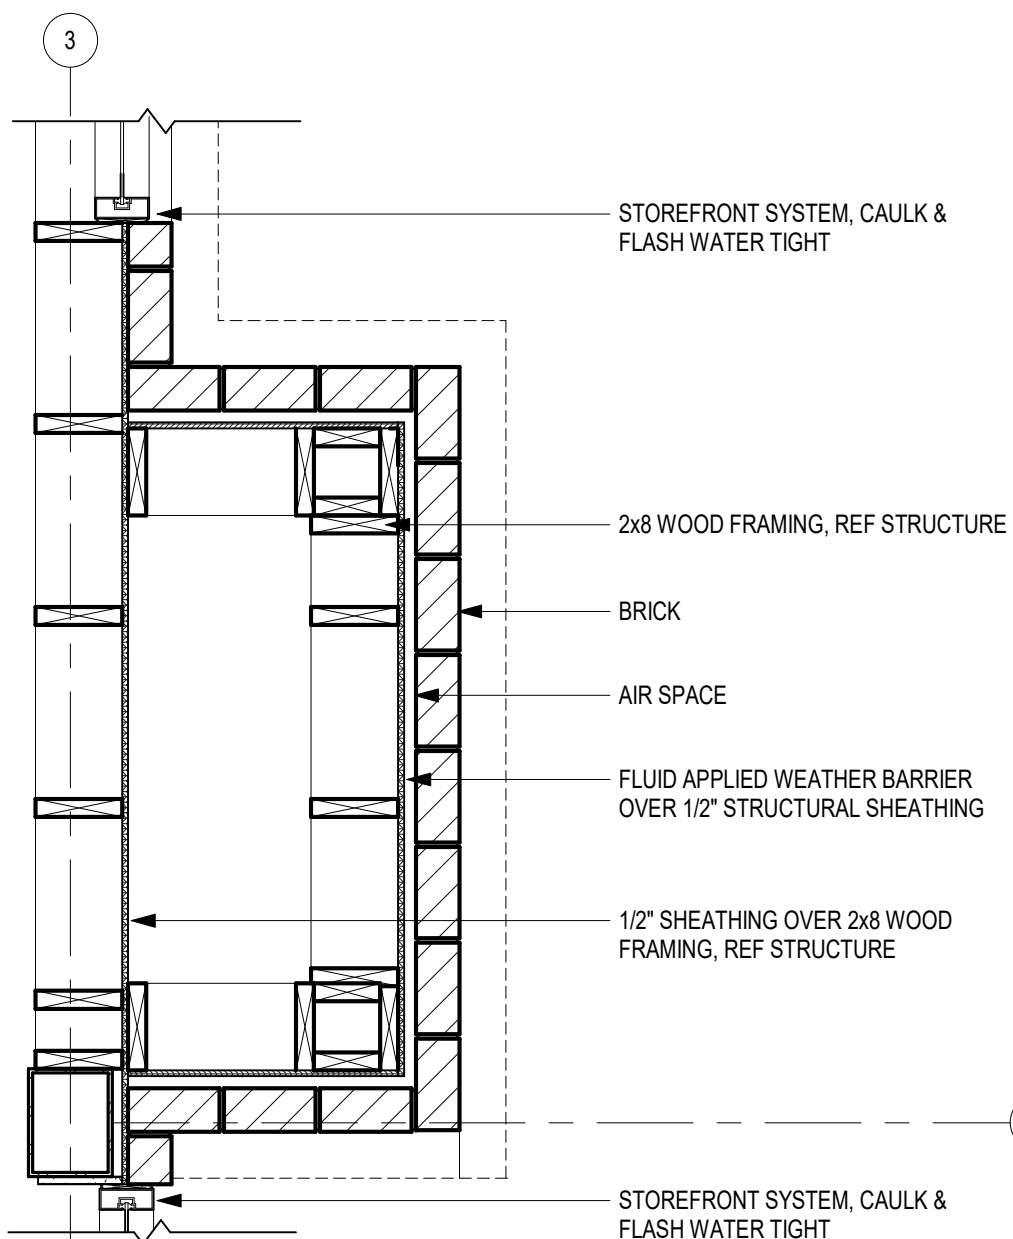 3
STOREFRONT SYSTEM, CAULK &
FLASH WATER TIGHT
2x8 WOOD FRAMING, REF STRUCTURE
BRICK
AIR SPACE
FLUID APPLIED WEATHER BARRIER
OVER 1/2" STRUCTURAL SHEATHING
1/2" SHEATHING OVER 2x8 WOOD
FRAMING, REF STRUCTURE
STOREFRONT SYSTEM, CAULK &
FLASH WATER TIGHT